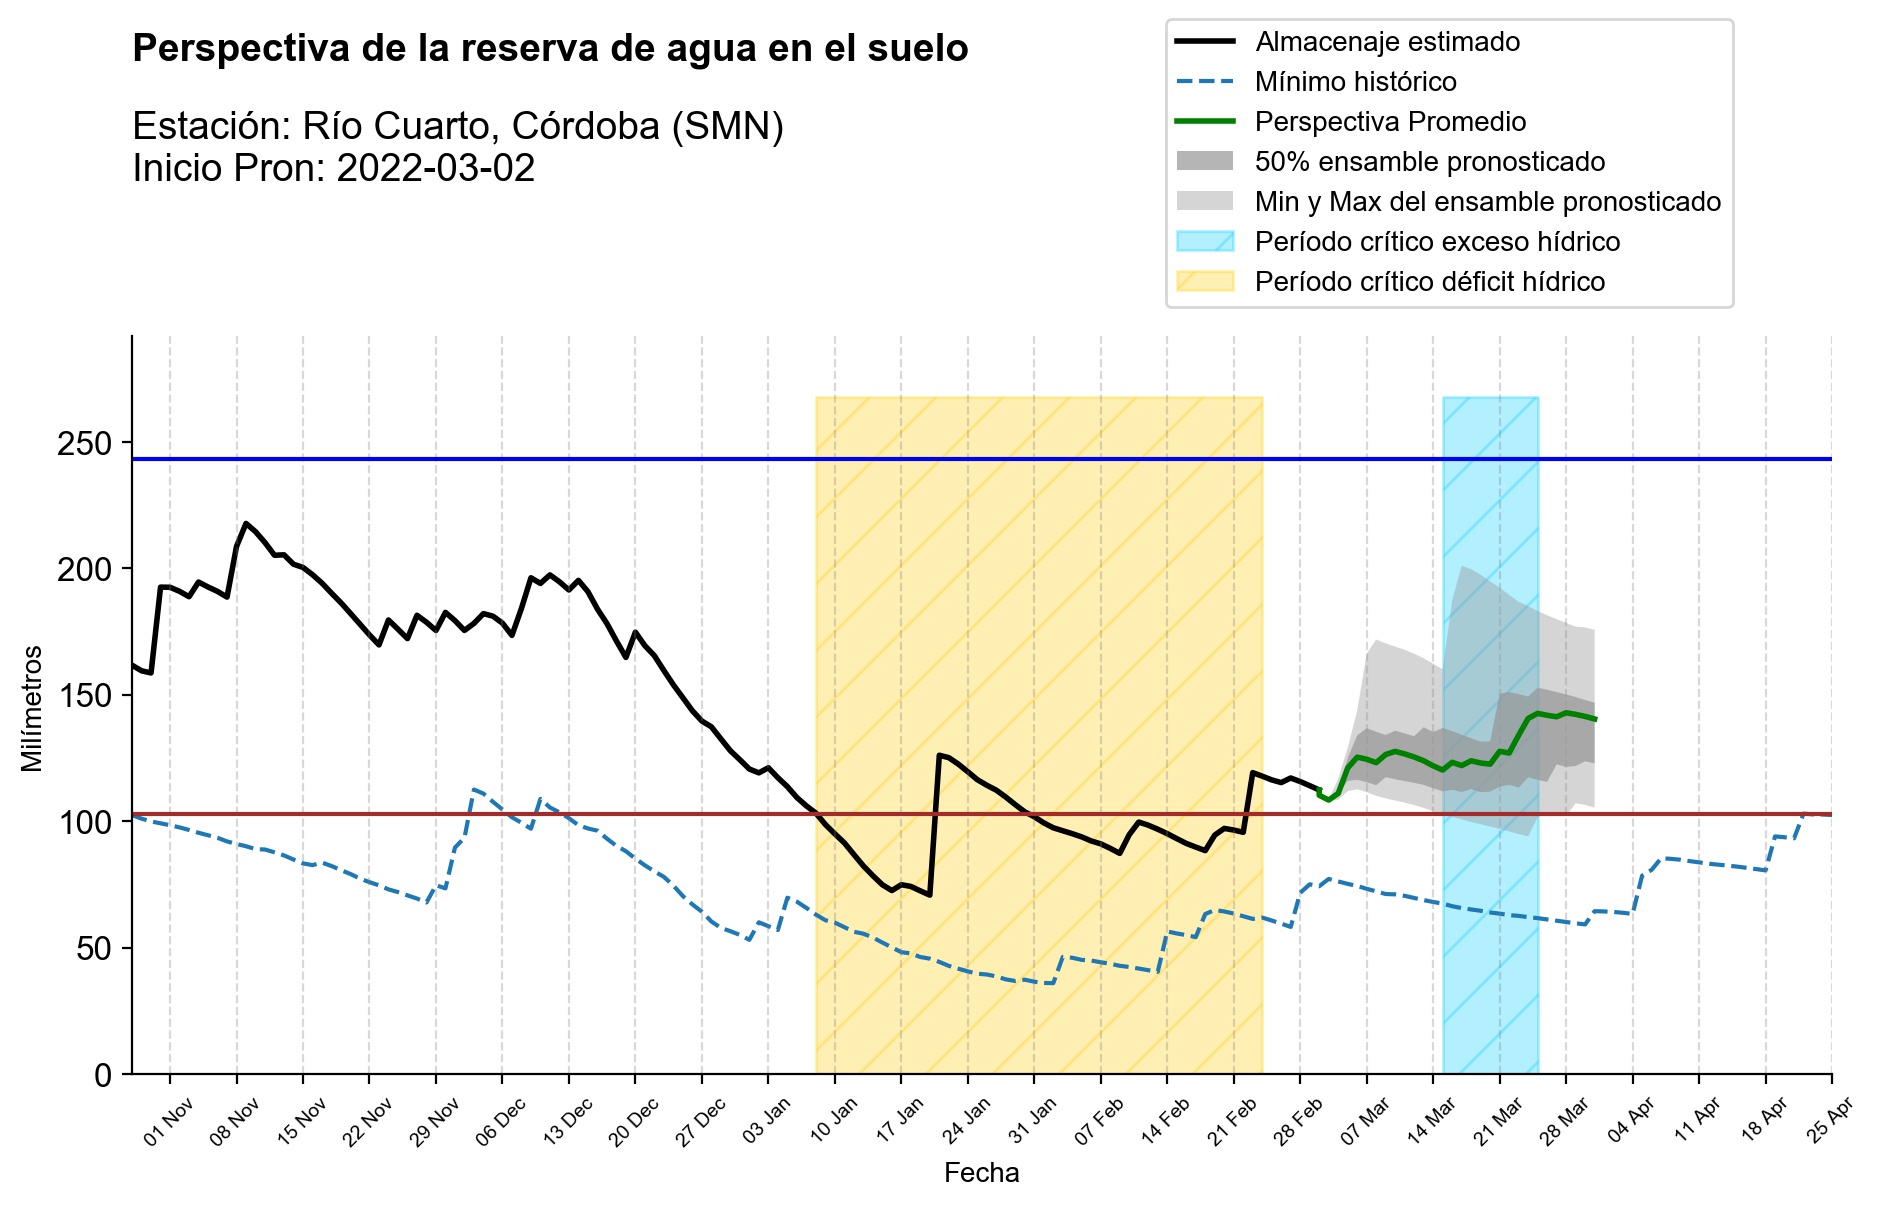 Perspectiva de la reserva de agua en el suelo
Estación: Río Cuarto, Córdoba (SMN)
Inicio Pron: 2022-03-02
Almacenaje estimado
Mínimo histórico
Perspectiva Promedio
50% ensamble pronosticado
Min y Max del ensamble pronosticado
Período crítico exceso hídrico
Período crítico déficit hídrico
Milímetros
250
200
150
100
50
0
01 Nov
08 Nov
15 Nov
22 Nov
29 Nov
06 Dec
13 Dec
20 Dec
27 Dec
03 Jan
10 Jan
17 Jan
24 Jan
31 Jan
07 Feb
14 Feb
21 Feb
28 Feb
07 Mar
14 Mar
21 Mar
28 Mar
04 Apr
11 Apr
18 Apr
25 Apr
Fecha